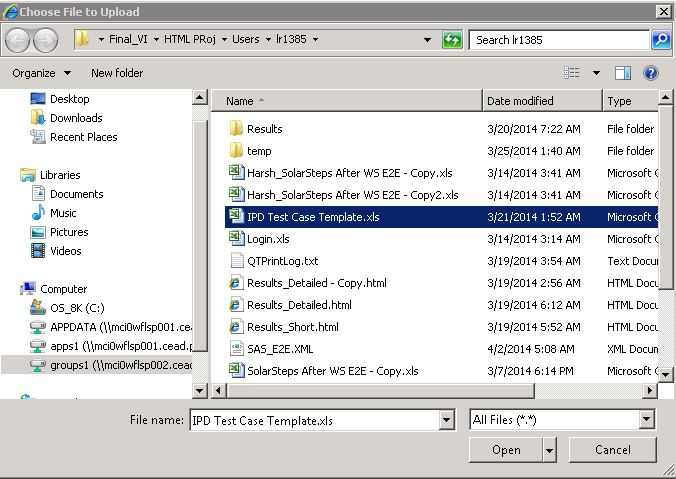 Choose File to Upload
Final_VI HTML PRoj Users lr1385 Search lr1385
Organize New folder
Name Date modified Type
Desktop
Downloads
Recent Places
Libraries
Documents
Music
Pictures
Videos
Computer
OS_8K (C:)
APPDATA (\\mci0wflsp001.cead
apps1 (\\mci0wflsp001.cead.p
groups1 (\\mci0wflsp002.cead
Results 3/20/2014 7:22 AM File folder
temp 3/25/2014 1:40 AM File folder
Harsh_SolarSteps After WS E2E - Copy.xls 3/14/2014 3:41 AM Microsoft
Harsh_SolarSteps After WS E2E - Copy2.xls 3/14/2014 3:41 AM Microsoft
IPD Test Case Template.xls 3/21/2014 1:52 AM Microsoft
Login.xls 3/14/2014 3:14 AM Microsoft
QTPrintLog.txt 3/19/2014 3:54 AM Text Docu
Results_Detailed - Copy.html 3/19/2014 2:56 AM HTML Docu
Results_Detailed.html 3/19/2014 6:12 AM HTML Docu
Results_Short.html 3/19/2014 5:52 AM HTML Docu
SAS_E2E.XML 4/2/2014 5:08 AM XML Docum
SolarSteps After WS E2E - Copy.xls 3/7/2014 6:14 PM Microsoft
File name: IPD Test Case Template.xls All Files (*.*)
Open Cancel